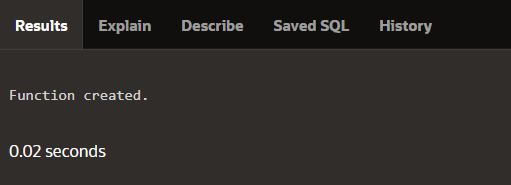 Results Explain Describe Saved SQL History
Function created.
0.02 seconds